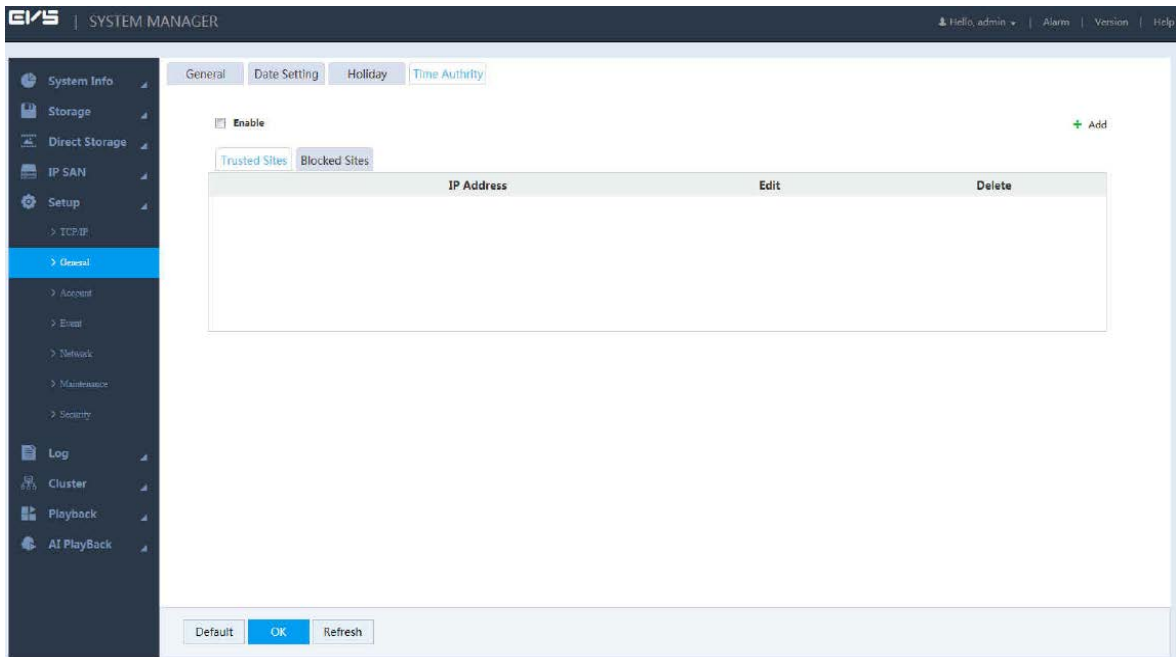 EVS | SYSTEM MANAGER
Hello, admin | Alarm | Version | Help
System Info
Storage
Direct Storage
IP SAN
Setup
> TCP/IP
> General
> Account
> Event
> Network
> Maintenance
> Security
Log
Cluster
Playback
AI PlayBack
General Date Setting Holiday Time Authrity
Enable
+ Add
Trusted Sites Blocked Sites
IP Address Edit Delete
Default OK Refresh